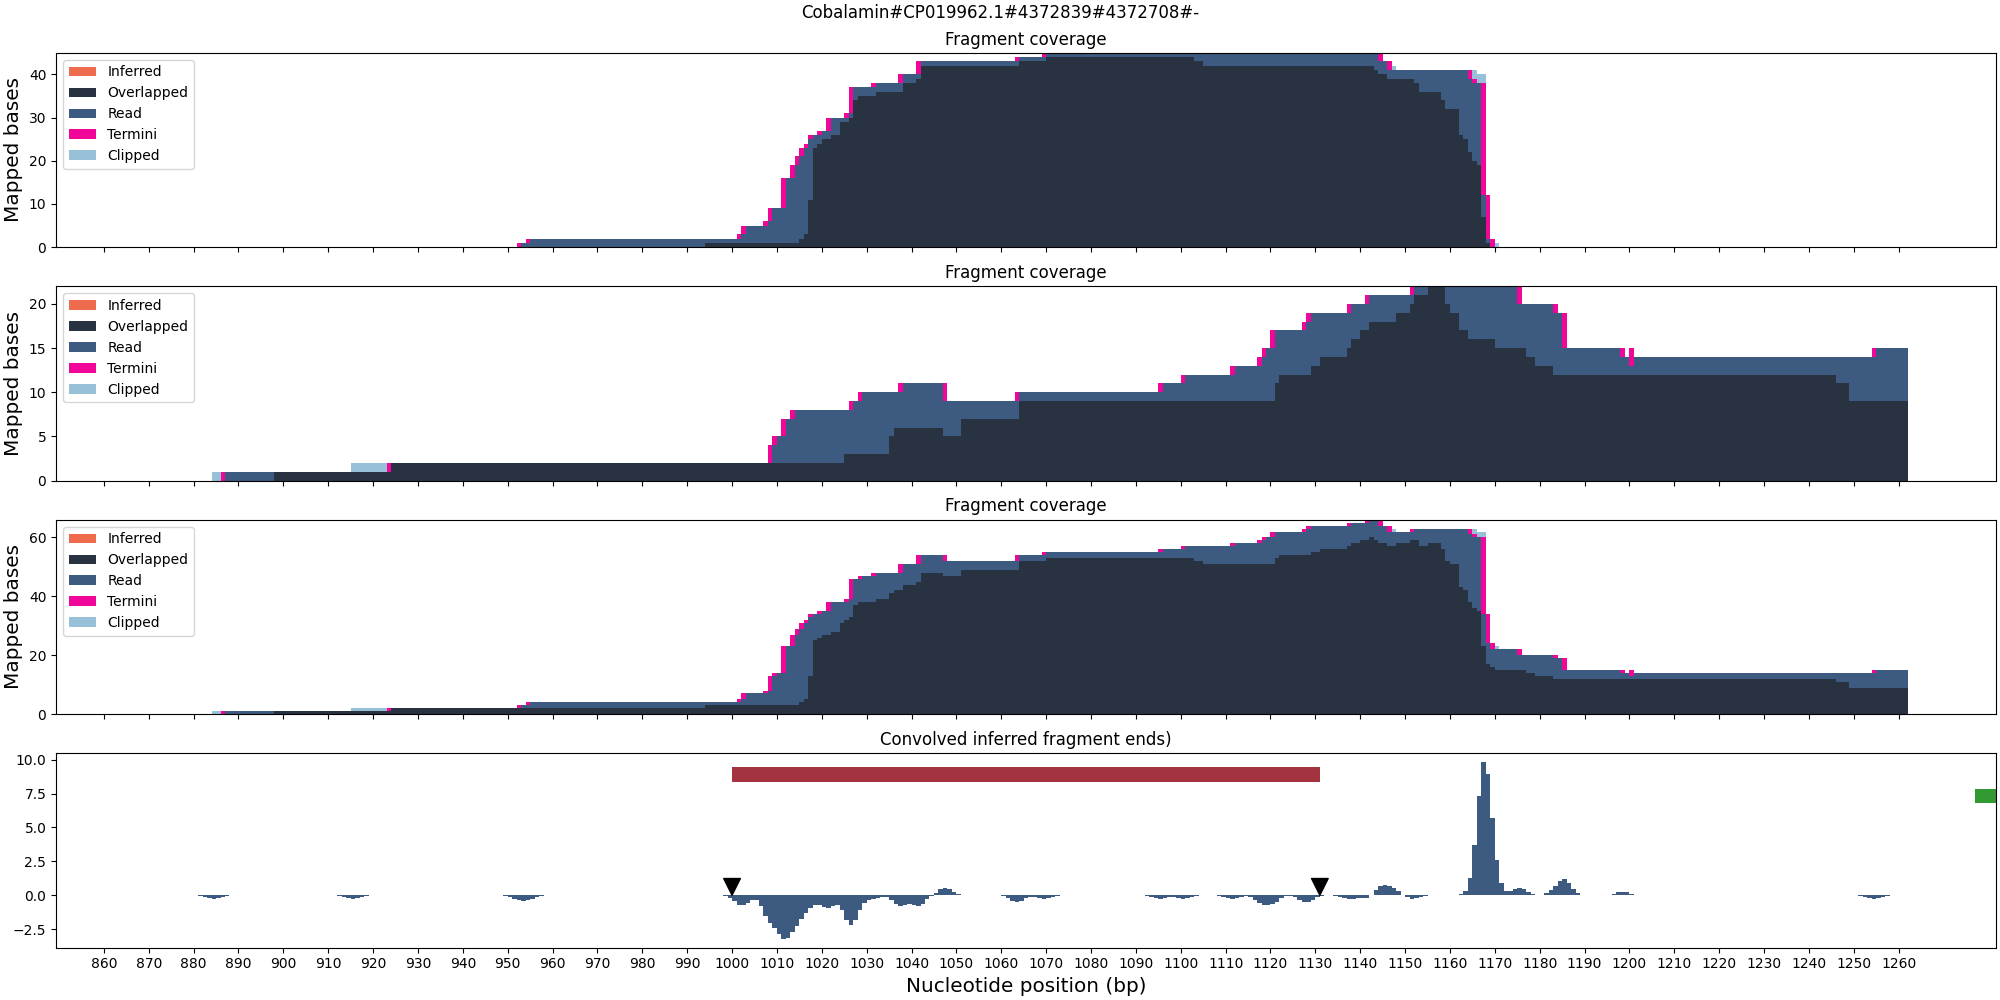 Cobalamin#CP019962.1#4372839#4372708#-
Fragment coverage
Mapped bases
40
30
20
10
0
Inferred
Overlapped
Read
Termini
Clipped
Fragment coverage
Mapped bases
20
15
10
5
0
Inferred
Overlapped
Read
Termini
Clipped
Fragment coverage
Mapped bases
60
40
20
0
Inferred
Overlapped
Read
Termini
Clipped
Convolved inferred fragment ends)
10.0
7.5
5.0
2.5
0.0
−2.5
860 870 880 890 900 910 920 930 940 950 960 970 980 990 1000 1010 1020 1030 1040 1050 1060 1070 1080 1090 1100 1110 1120 1130 1140 1150 1160 1170 1180 1190 1200 1210 1220 1230 1240 1250 1260
Nucleotide position (bp)